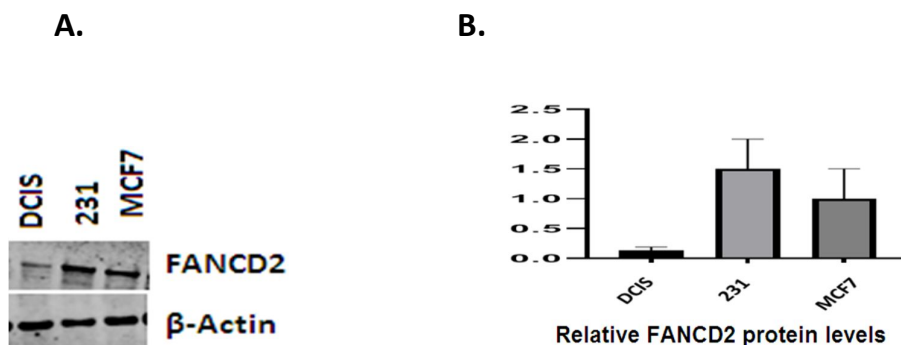 A.
B.
DCIS
231
MCF7
FANCD2
β-Actin
2.5
2.0
1.5
1.0
0.5
0.0
DCIS
231
MCF7
Relative FANCD2 protein levels